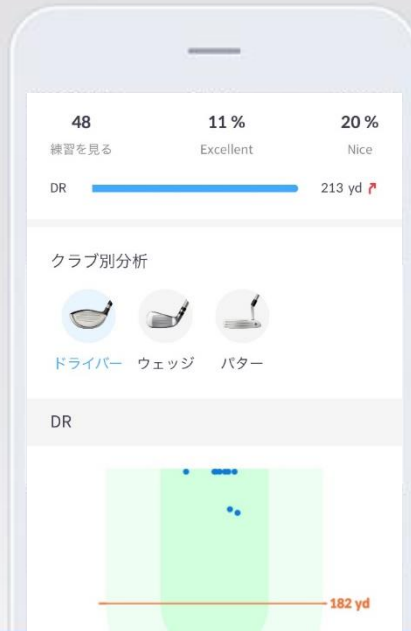 48 11 % 20 %
練習を見る Excellent Nice
DR 213 yd
クラブ別分析
ドライバー ウェッジ パター
DR
182 yd